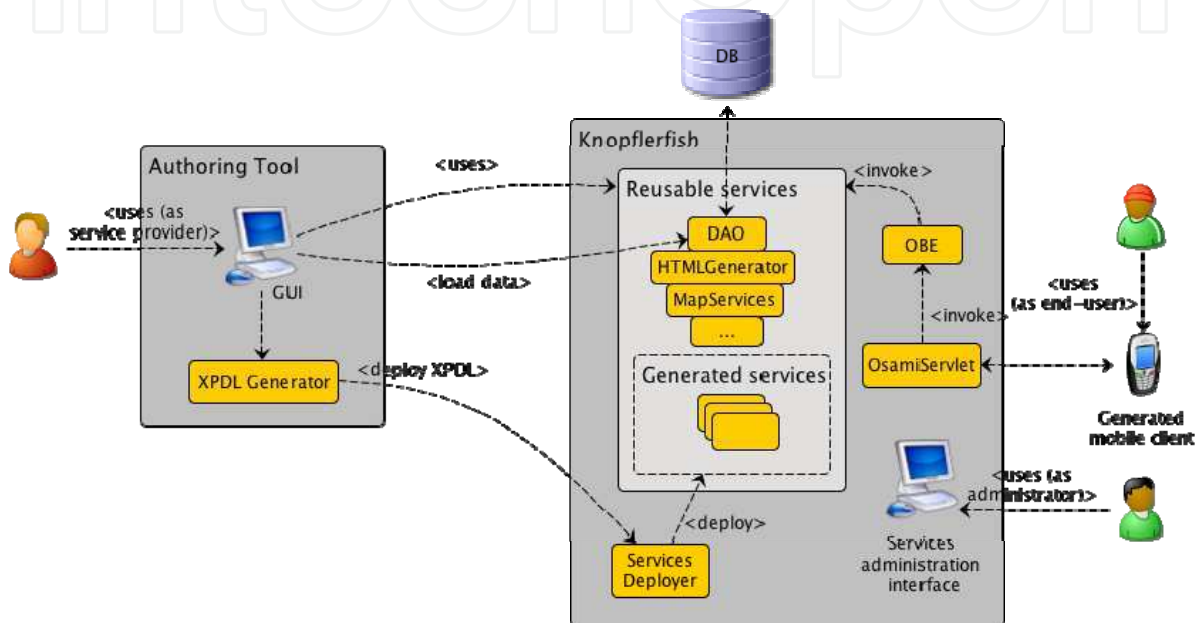 DB
Knopflerfish
Authoring Tool
<uses>
<invoke>
Reusable services
<uses (as
service provider)>
DAO
OBE
HTMLGenerator
<load data>
GUI
MapServices
<uses
(as end-user)>
...
<invoke>
<deploy XPDL>
XPDL Generator
Generated services
OsamiServlet
Generated
mobile client
<uses (as
administrator)>
<deploy>
Services
administration
interface
Services
Deployer